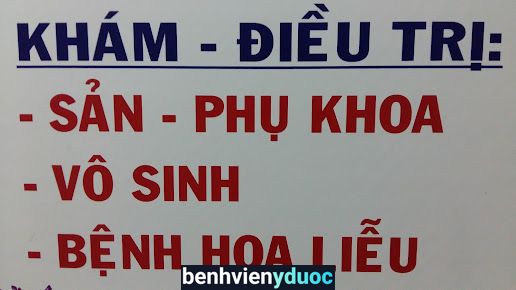 KHÁM - ĐIỀU TRỊ:
- SẢN - PHỤ KHOA
- VÔ SINH
- BỆNH HOA LIỄU
benhvienyduoc